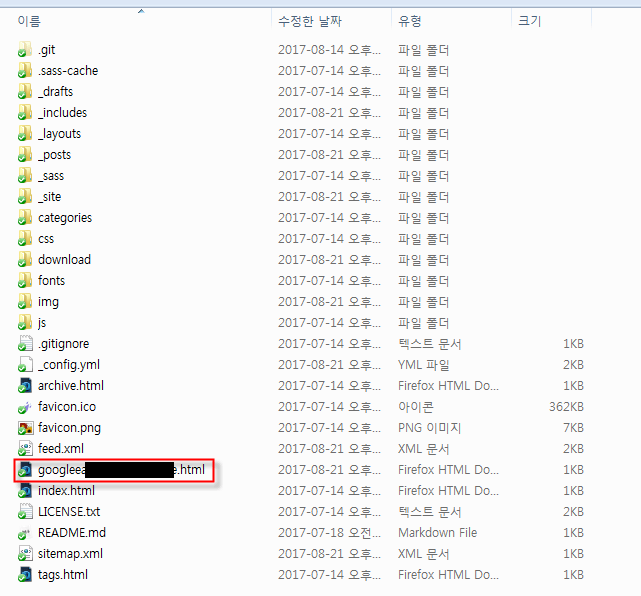 이름 수정한 날짜 유형 크기
.git 2017-08-14 오후... 파일 폴더
.sass-cache 2017-07-14 오후... 파일 폴더
_drafts 2017-07-14 오후... 파일 폴더
_includes 2017-08-21 오후... 파일 폴더
_layouts 2017-07-14 오후... 파일 폴더
_posts 2017-08-21 오후... 파일 폴더
_sass 2017-07-14 오후... 파일 폴더
_site 2017-08-21 오후... 파일 폴더
categories 2017-07-14 오후... 파일 폴더
css 2017-07-14 오후... 파일 폴더
download 2017-08-21 오후... 파일 폴더
fonts 2017-07-14 오후... 파일 폴더
img 2017-08-21 오후... 파일 폴더
js 2017-07-14 오후... 파일 폴더
.gitignore 2017-07-14 오후... 텍스트 문서 1KB
_config.yml 2017-08-21 오후... YML 파일 2KB
archive.html 2017-07-14 오후... Firefox HTML Do... 1KB
favicon.ico 2017-07-14 오후... 아이콘 362KB
favicon.png 2017-07-14 오후... PNG 이미지 7KB
feed.xml 2017-08-21 오후... XML 문서 2KB
googleea e.html 2017-08-21 오후... Firefox HTML Do... 1KB
index.html 2017-07-14 오후... Firefox HTML Do... 1KB
LICENSE.txt 2017-07-14 오후... 텍스트 문서 2KB
README.md 2017-07-18 오전... Markdown File 1KB
sitemap.xml 2017-08-21 오후... XML 문서 1KB
tags.html 2017-07-14 오후... Firefox HTML Do... 1KB